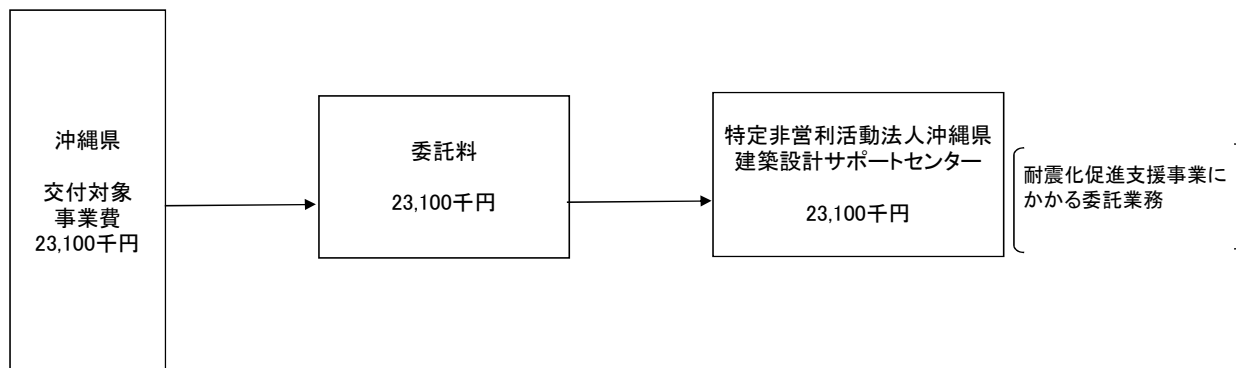 沖縄県
交付対象
事業費
23,100千円
委託料
23,100千円
特定非営利活動法人沖縄県
建築設計サポートセンター
23,100千円
耐震化促進支援事業に
かかる委託業務